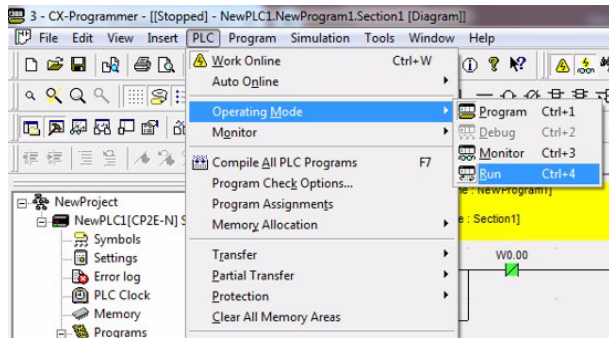 3 - CX-Programmer - [[Stopped] - NewPLC1.NewProgram1.Section1 [Diagram]]
File Edit View Insert PLC Program Simulation Tools Window Help
Work Online Ctrl+W
Auto Online
Operating Mode
Monitor
Program Ctrl+1
Debug Ctrl+2
Monitor Ctrl+3
Run Ctrl+4
Compile All PLC Programs F7
Program Check Options...
Program Assignments
Memory Allocation
Transfer
Partial Transfer
Protection
Clear All Memory Areas
NewProject
NewPLC1[CP2E-N] S
Symbols
Settings
Error log
PLC Clock
Memory
Programs
e : NewProgram1]
e : Section1]
W0.00